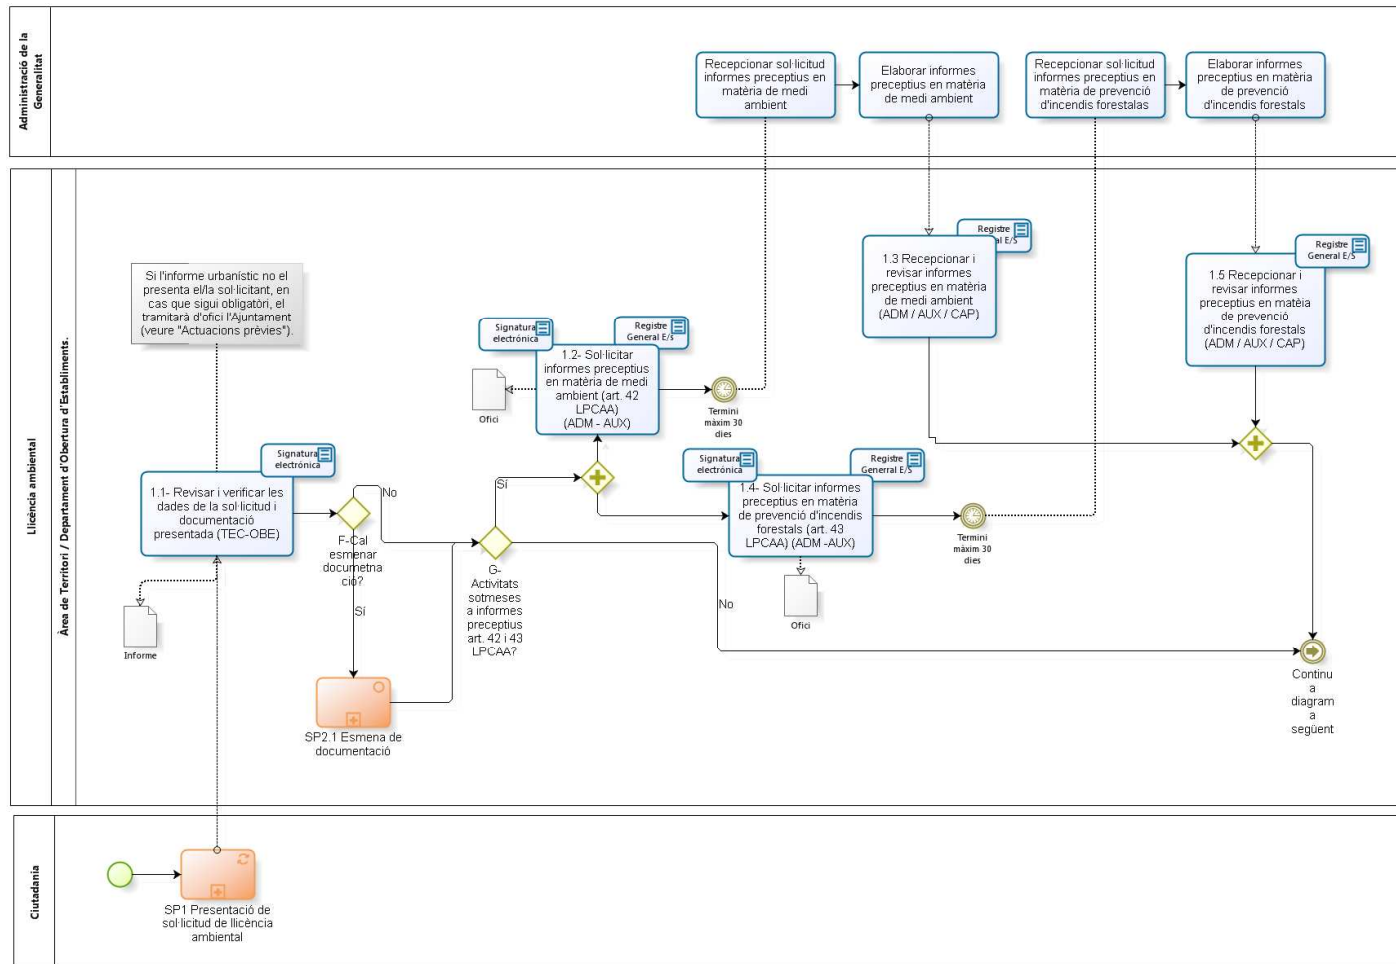 Administració de la
Generalitat
Recepcionar sol·licitud
informes preceptius en
matèria de medi
ambient
Elaborar informes
preceptius en matèria
de medi ambient
Recepcionar sol·licitud
informes preceptius en
matèria de prevenció
d'incendis forestalas
Elaborar informes
preceptius en matèria
de prevenció
d'incendis forestals
Llicència ambiental
Àrea de Territori / Departament d'Obertura d'Establiments.
Si l'informe urbanístic no el
presenta el/la sol·licitant, en
cas que sigui obligatòri, el
tramitarà d'ofici l'Ajuntament
(veure "Actuacions prèvies").
Signatura
electrónica
1.1- Revisar i verificar les
dades de la sol·licitud i
documentació
presentada (TEC-OBE)
Informe
No
F-Cal
esmenar
documetna
ció?
Sí
SP2.1 Esmena de
documentació
Sí
G-
Activitats
sotmeses
a informes
preceptius
art. 42 i 43
LPCAA?
No
Signatura
electrónica
Registre
General E/s
1.2- Sol·licitar
informes preceptius
en matèria de medi
ambient (art. 42
LPCAA)
(ADM - AUX)
Ofici
Termini
màxim 30
dies
Registre
al E/S
1.3 Recepcionar i
revisar informes
preceptius en matèria
de medi ambient
(ADM / AUX / CAP)
Signatura
electrónica
Registre
Generral E/S
1.4- Sol·licitar informes
preceptius en matèria
de prevenció d'incendis
forestals (art. 43
LPCAA) (ADM -AUX)
Ofici
Termini
màxim 30
dies
Registre
General E/S
1.5 Recepcionar i
revisar informes
preceptius en matèia
de prevenció
d'incendis forestals
(ADM / AUX / CAP)
Continu
a
diagram
a
següent
Ciutadania
SP1 Presentació de
sol·licitud de llicència
ambiental